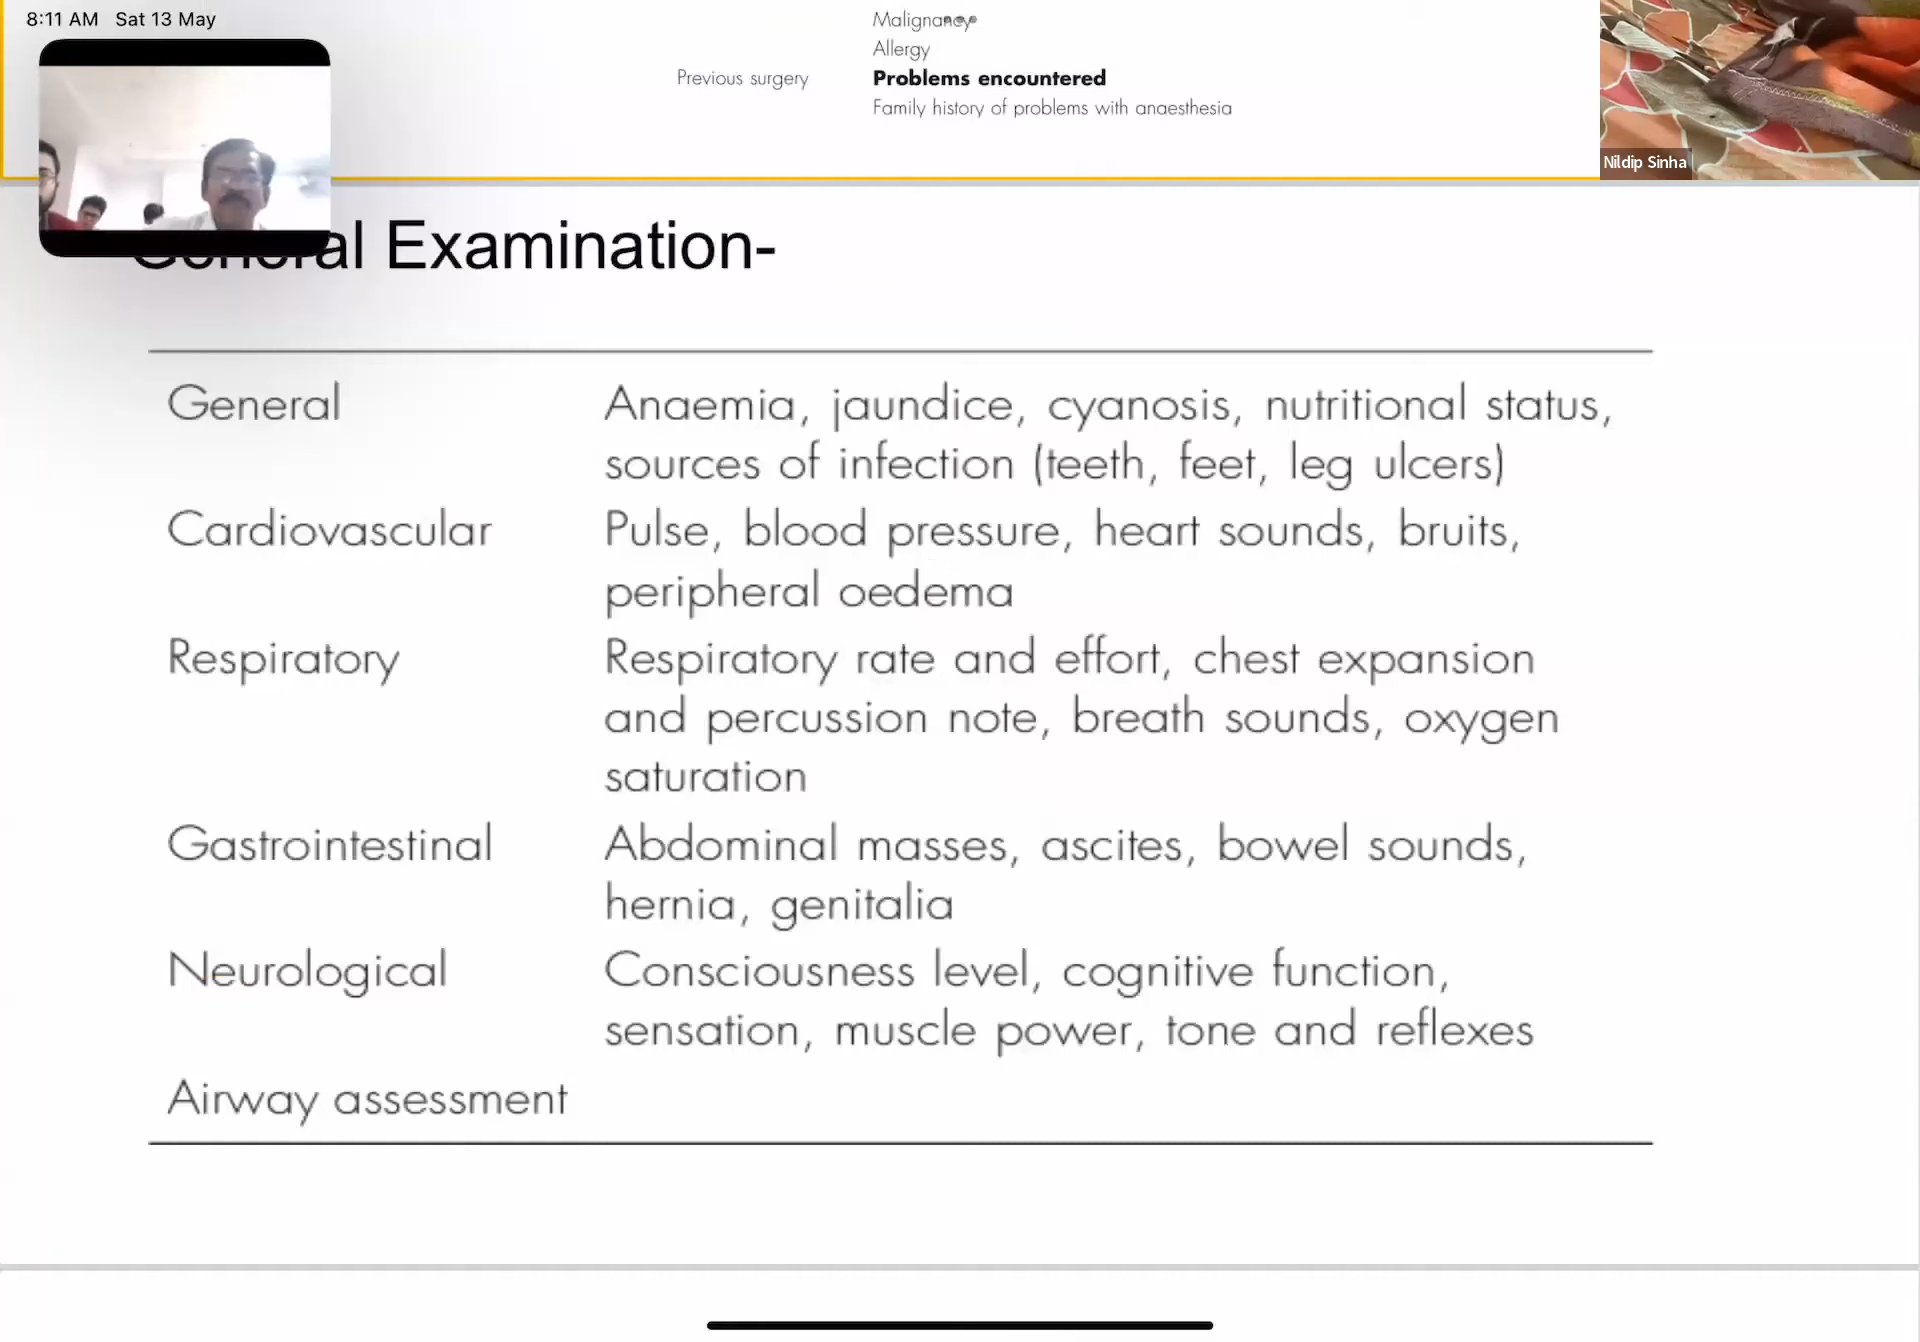 8:11 AM Sat 13 May
Malignancy
Allergy
Previous surgery Problems encountered
Family history of problems with anaesthesia
Nildip Sinha
General Examination-
General Anaemia, jaundice, cyanosis, nutritional status,
sources of infection (teeth, feet, leg ulcers)
Cardiovascular Pulse, blood pressure, heart sounds, bruits,
peripheral oedema
Respiratory Respiratory rate and effort, chest expansion
and percussion note, breath sounds, oxygen
saturation
Gastrointestinal Abdominal masses, ascites, bowel sounds,
hernia, genitalia
Neurological Consciousness level, cognitive function,
sensation, muscle power, tone and reflexes
Airway assessment